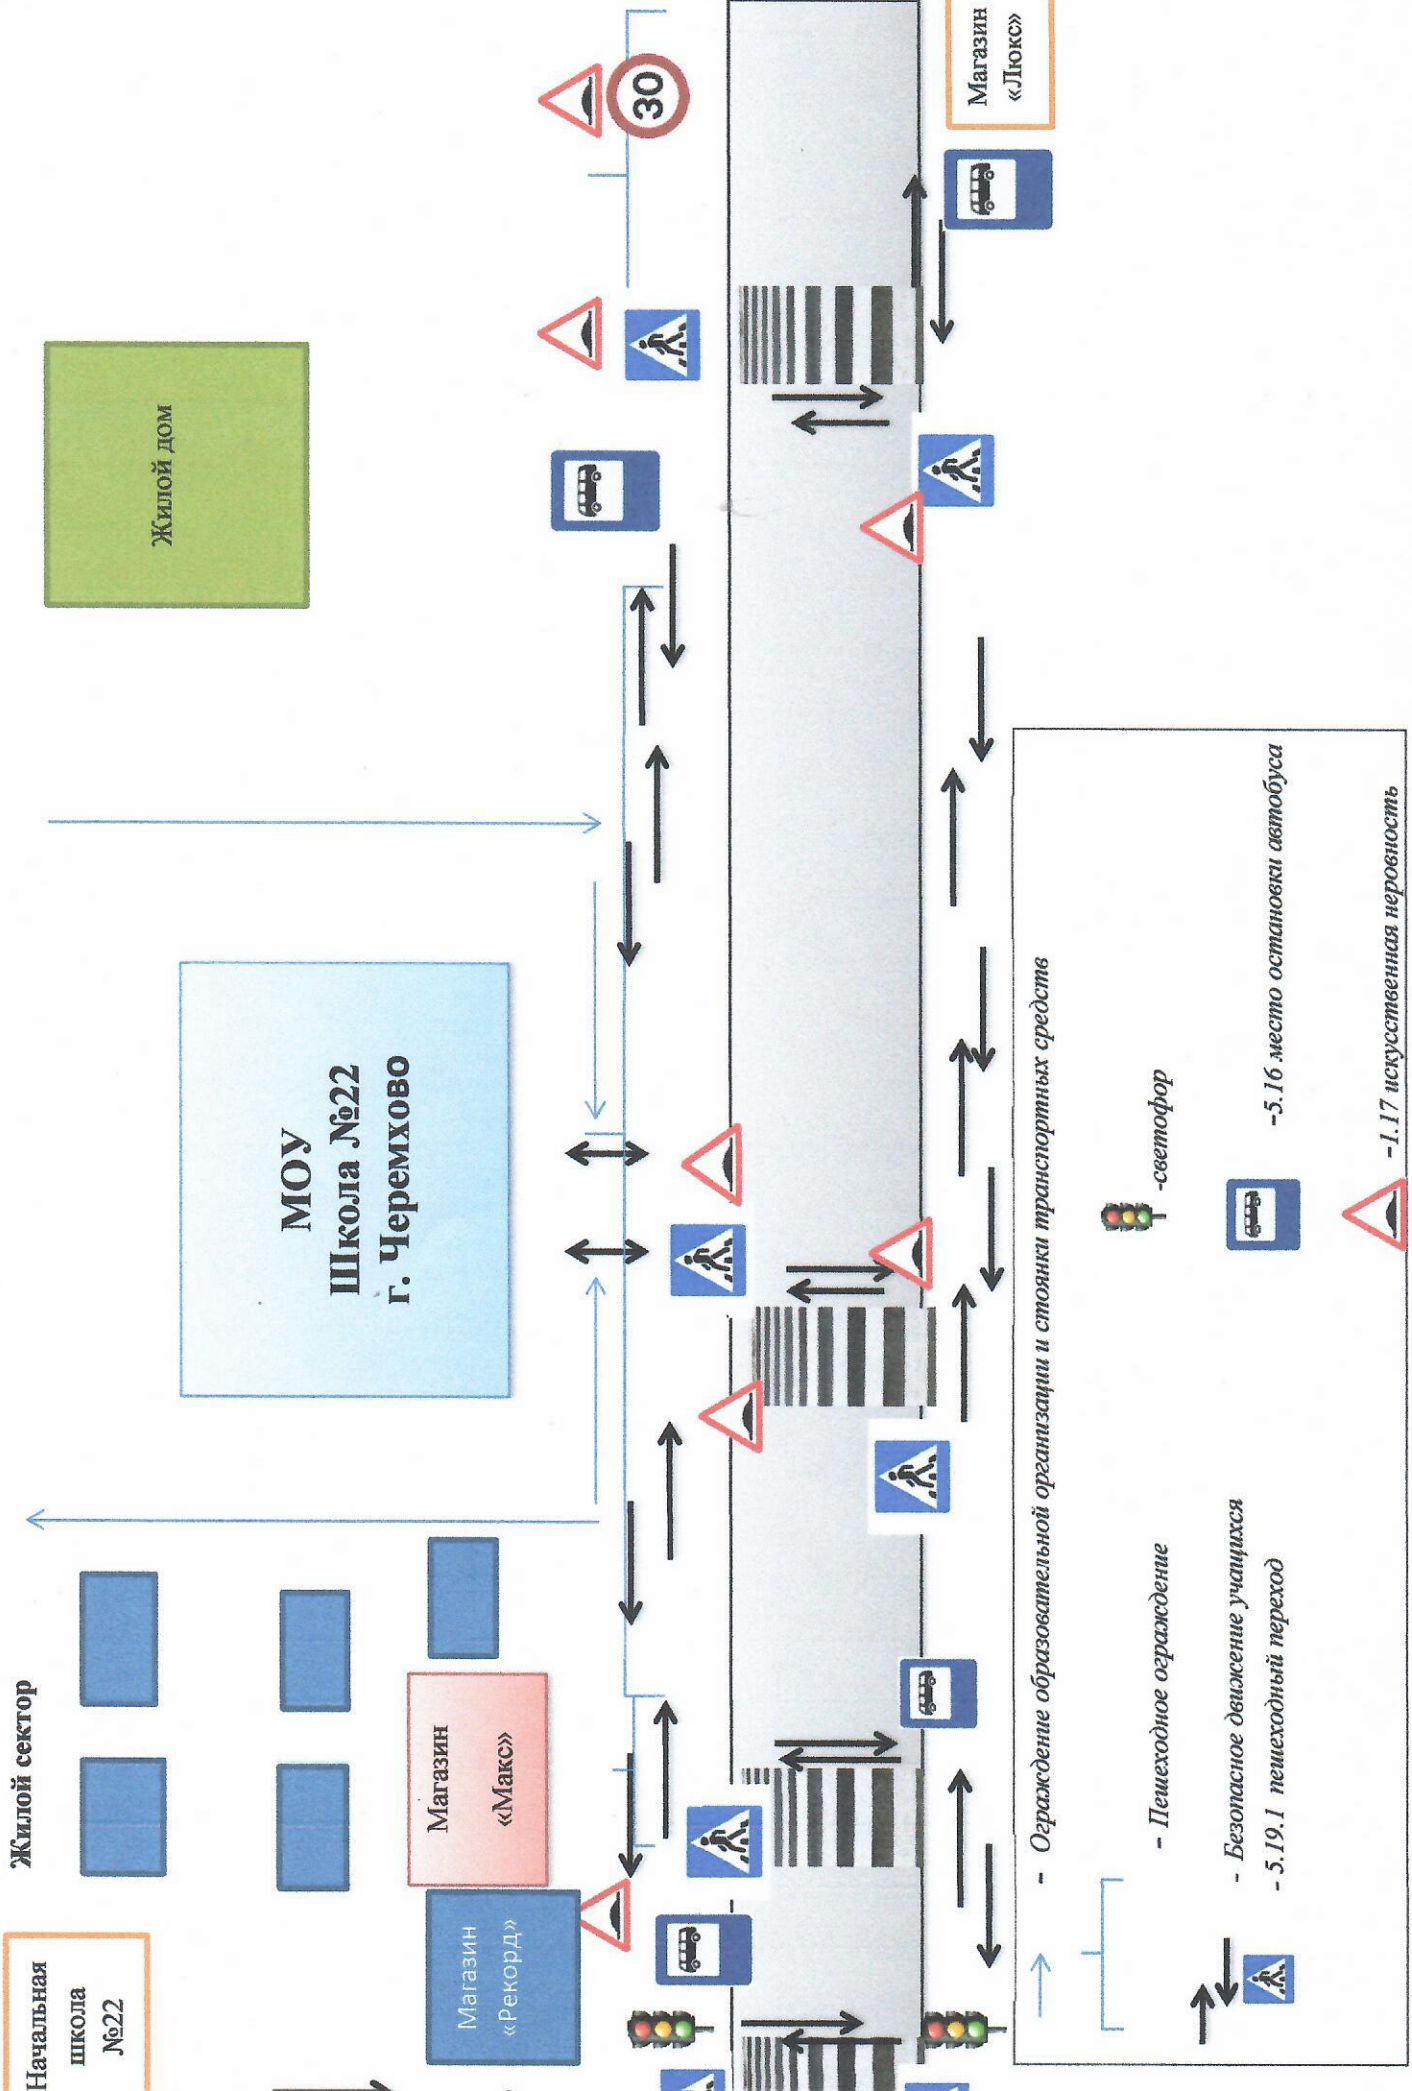 Начальная
школа
№22
Жилой сектор
Магазин
«Рекорд»
Магазин
«Макс»
МОУ
Школа №22
г. Черемхово
Жилой дом
30
Магазин
«Люкс»
- Ограждение образовательной организации и стоянки транспортных средств
- Пешеходное ограждение
- Безопасное движение учащихся
- 5.19.1 пешеходный переход
-светофор
-5.16 место остановки автобуса
-1.17 искусственная неровность